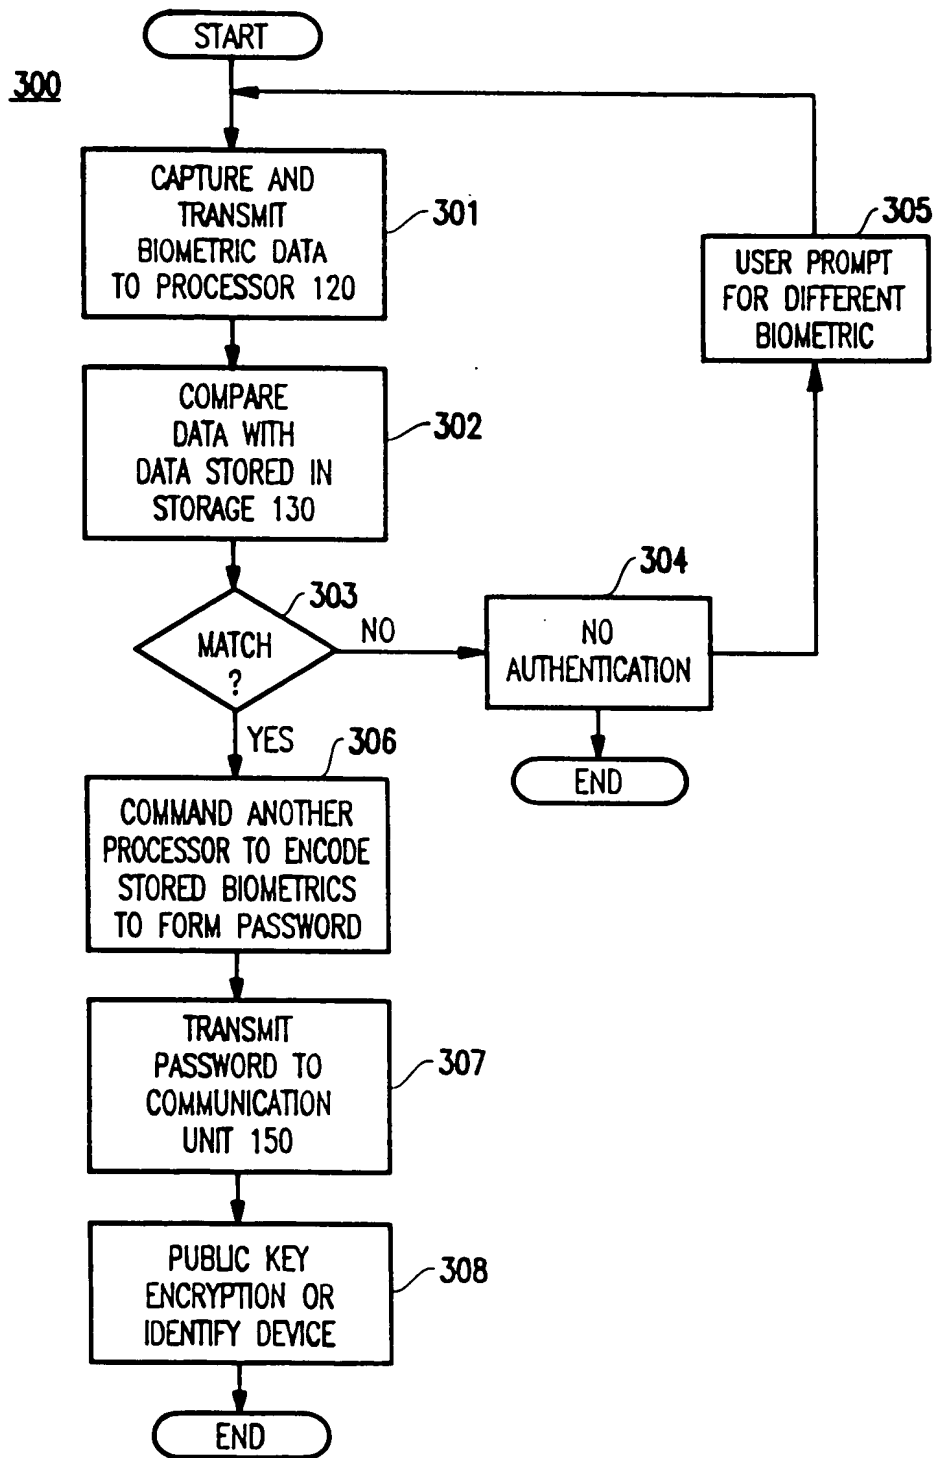 START
300
CAPTURE AND
TRANSMIT
BIOMETRIC DATA
TO PROCESSOR 120
301
305
USER PROMPT
FOR DIFFERENT
BIOMETRIC
COMPARE
DATA WITH
DATA STORED IN
STORAGE 130
302
303
MATCH
?
NO
304
NO
AUTHENTICATION
END
YES
306
COMMAND ANOTHER
PROCESSOR TO ENCODE
STORED BIOMETRICS
TO FORM PASSWORD
TRANSMIT
PASSWORD TO
COMMUNICATION
UNIT 150
307
PUBLIC KEY
ENCRYPTION OR
IDENTIFY DEVICE
308
END